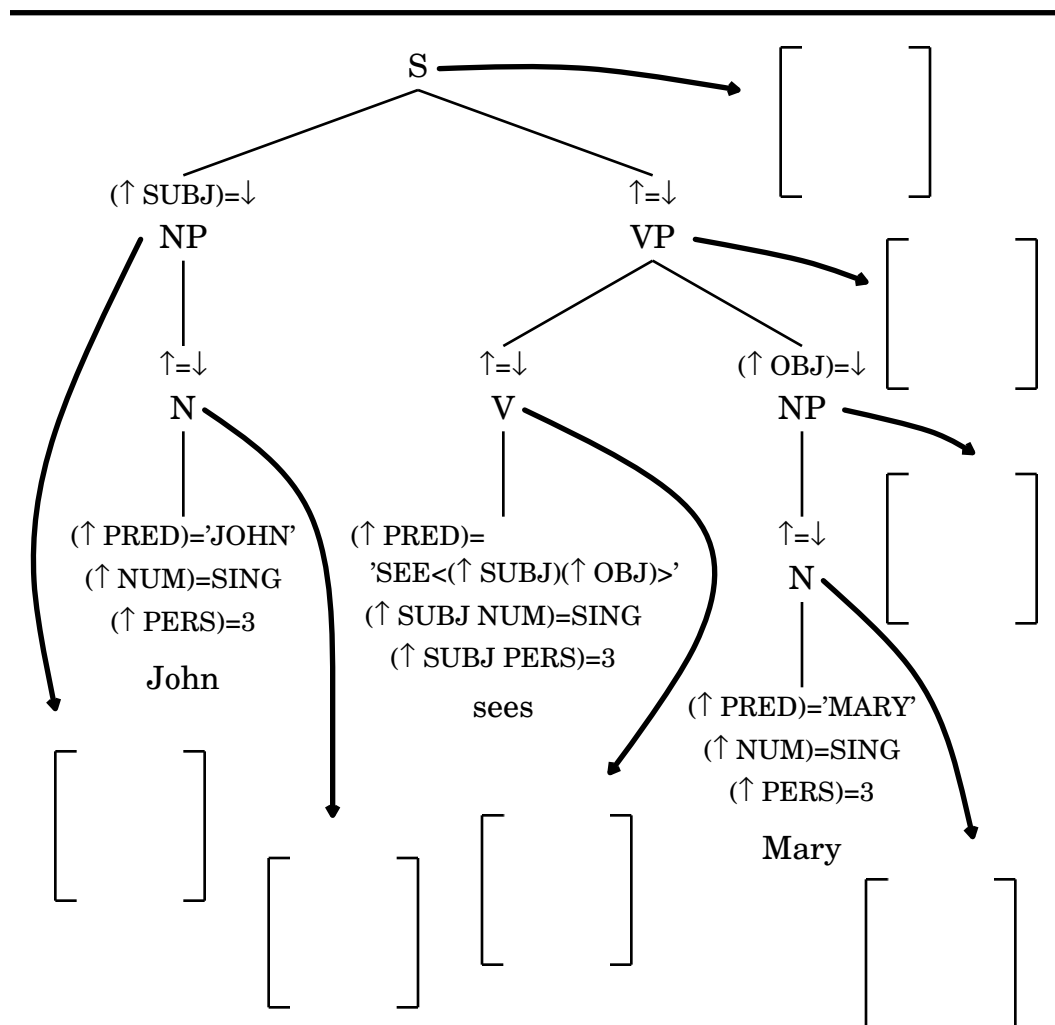 S
(↑ SUBJ)=↓ ↑=↓
NP VP
↑=↓ ↑=↓ (↑ OBJ)=↓
N V NP
(↑ PRED)='JOHN' (↑ PRED)= ↑=↓
(↑ NUM)=SING 'SEE<(↑ SUBJ)(↑ OBJ)>' N
(↑ PERS)=3 (↑ SUBJ NUM)=SING
(↑ SUBJ PERS)=3
John sees (↑ PRED)='MARY'
(↑ NUM)=SING
(↑ PERS)=3
Mary